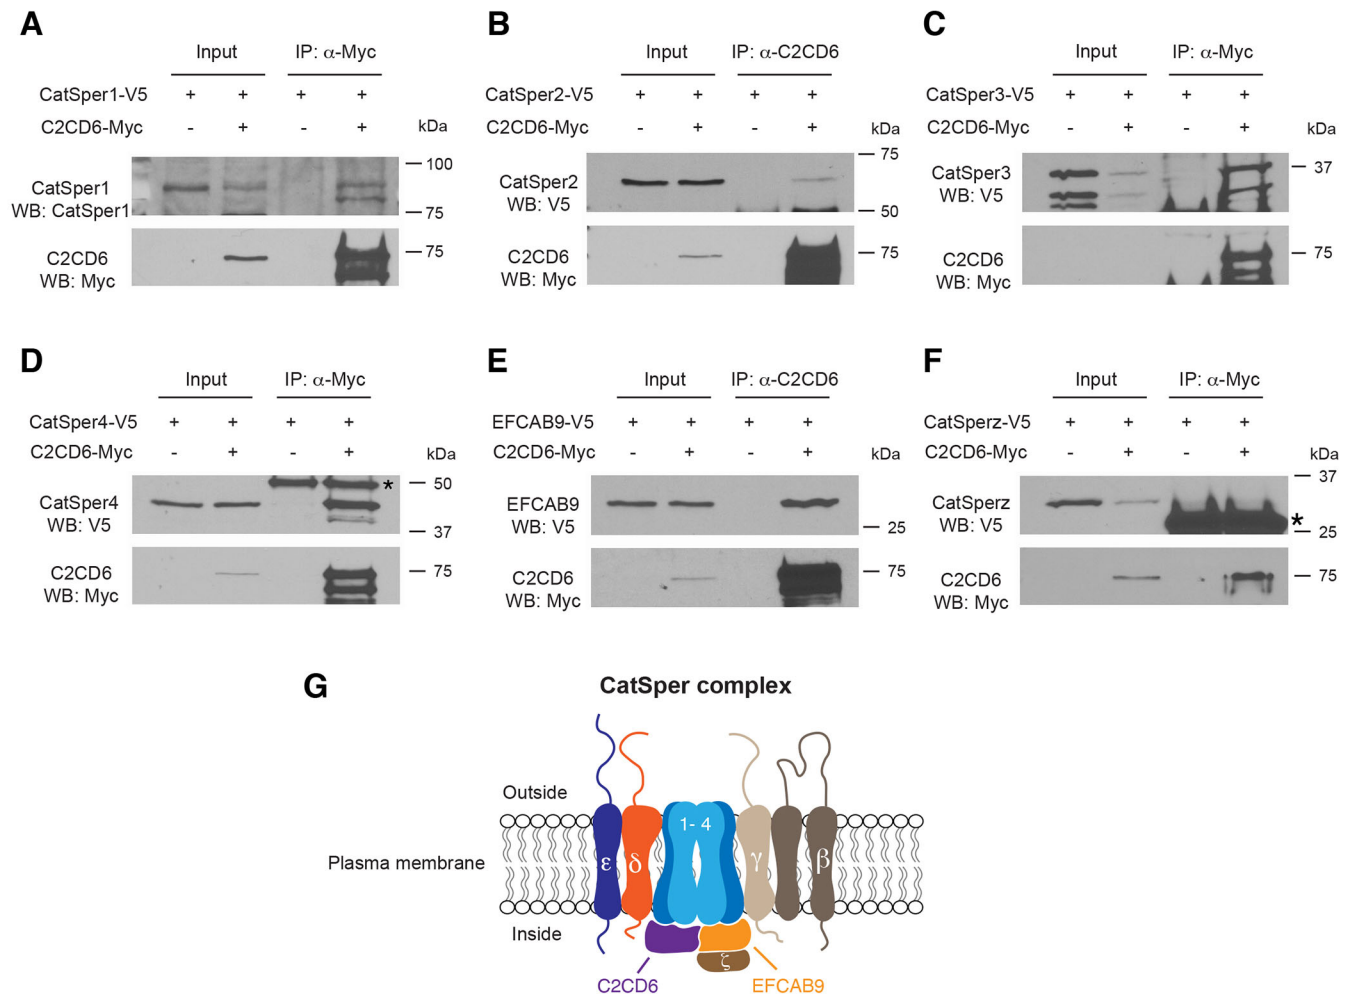 A
Input IP: α-Myc
CatSper1-V5 + + + +
C2CD6-Myc - + - +
kDa
100
CatSper1
WB: CatSper1
75
C2CD6
WB: Myc
75
B
Input IP: α-C2CD6
CatSper2-V5 + + + +
C2CD6-Myc - + - +
kDa
75
CatSper2
WB: V5
50
C2CD6
WB: Myc
75
C
Input IP: α-Myc
CatSper3-V5 + + + +
C2CD6-Myc - + - +
kDa
37
CatSper3
WB: V5
C2CD6
WB: Myc
75
D
Input IP: α-Myc
CatSper4-V5 + + + +
C2CD6-Myc - + - +
kDa
50
*
CatSper4
WB: V5
37
C2CD6
WB: Myc
75
E
Input IP: α-C2CD6
EFCAB9-V5 + + + +
C2CD6-Myc - + - +
kDa
EFCAB9
WB: V5
25
C2CD6
WB: Myc
75
F
Input IP: α-Myc
CatSperz-V5 + + + +
C2CD6-Myc - + - +
kDa
37
CatSperz
WB: V5
*
25
C2CD6
WB: Myc
75
G
CatSper complex
Outside
1- 4
Plasma membrane
ε δ γ β
Inside
ζ
C2CD6 EFCAB9